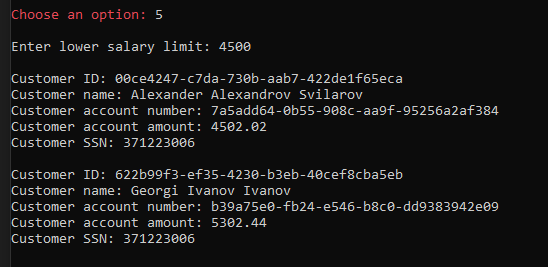 Choose an option: 5
Enter lower salary limit: 4500
Customer ID: 00ce4247-c7da-730b-aab7-422de1f65eca
Customer name: Alexander Alexandrov Svilarov
Customer account number: 7a5add64-0b55-908c-aa9f-95256a2af384
Customer account amount: 4502.02
Customer SSN: 371223006
Customer ID: 622b99f3-ef35-4230-b3eb-40cef8cba5eb
Customer name: Georgi Ivanov Ivanov
Customer account number: b39a75e0-fb24-e546-b8c0-dd9383942e09
Customer account amount: 5302.44
Customer SSN: 371223006